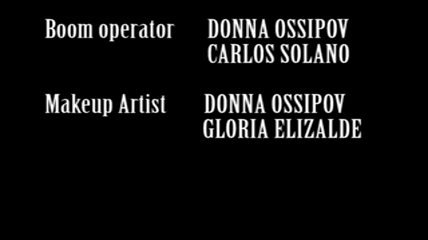 Boom operator DONNA OSSIPOV
CARLOS SOLANO
Makeup Artist DONNA OSSIPOV
GLORIA ELIZALDE